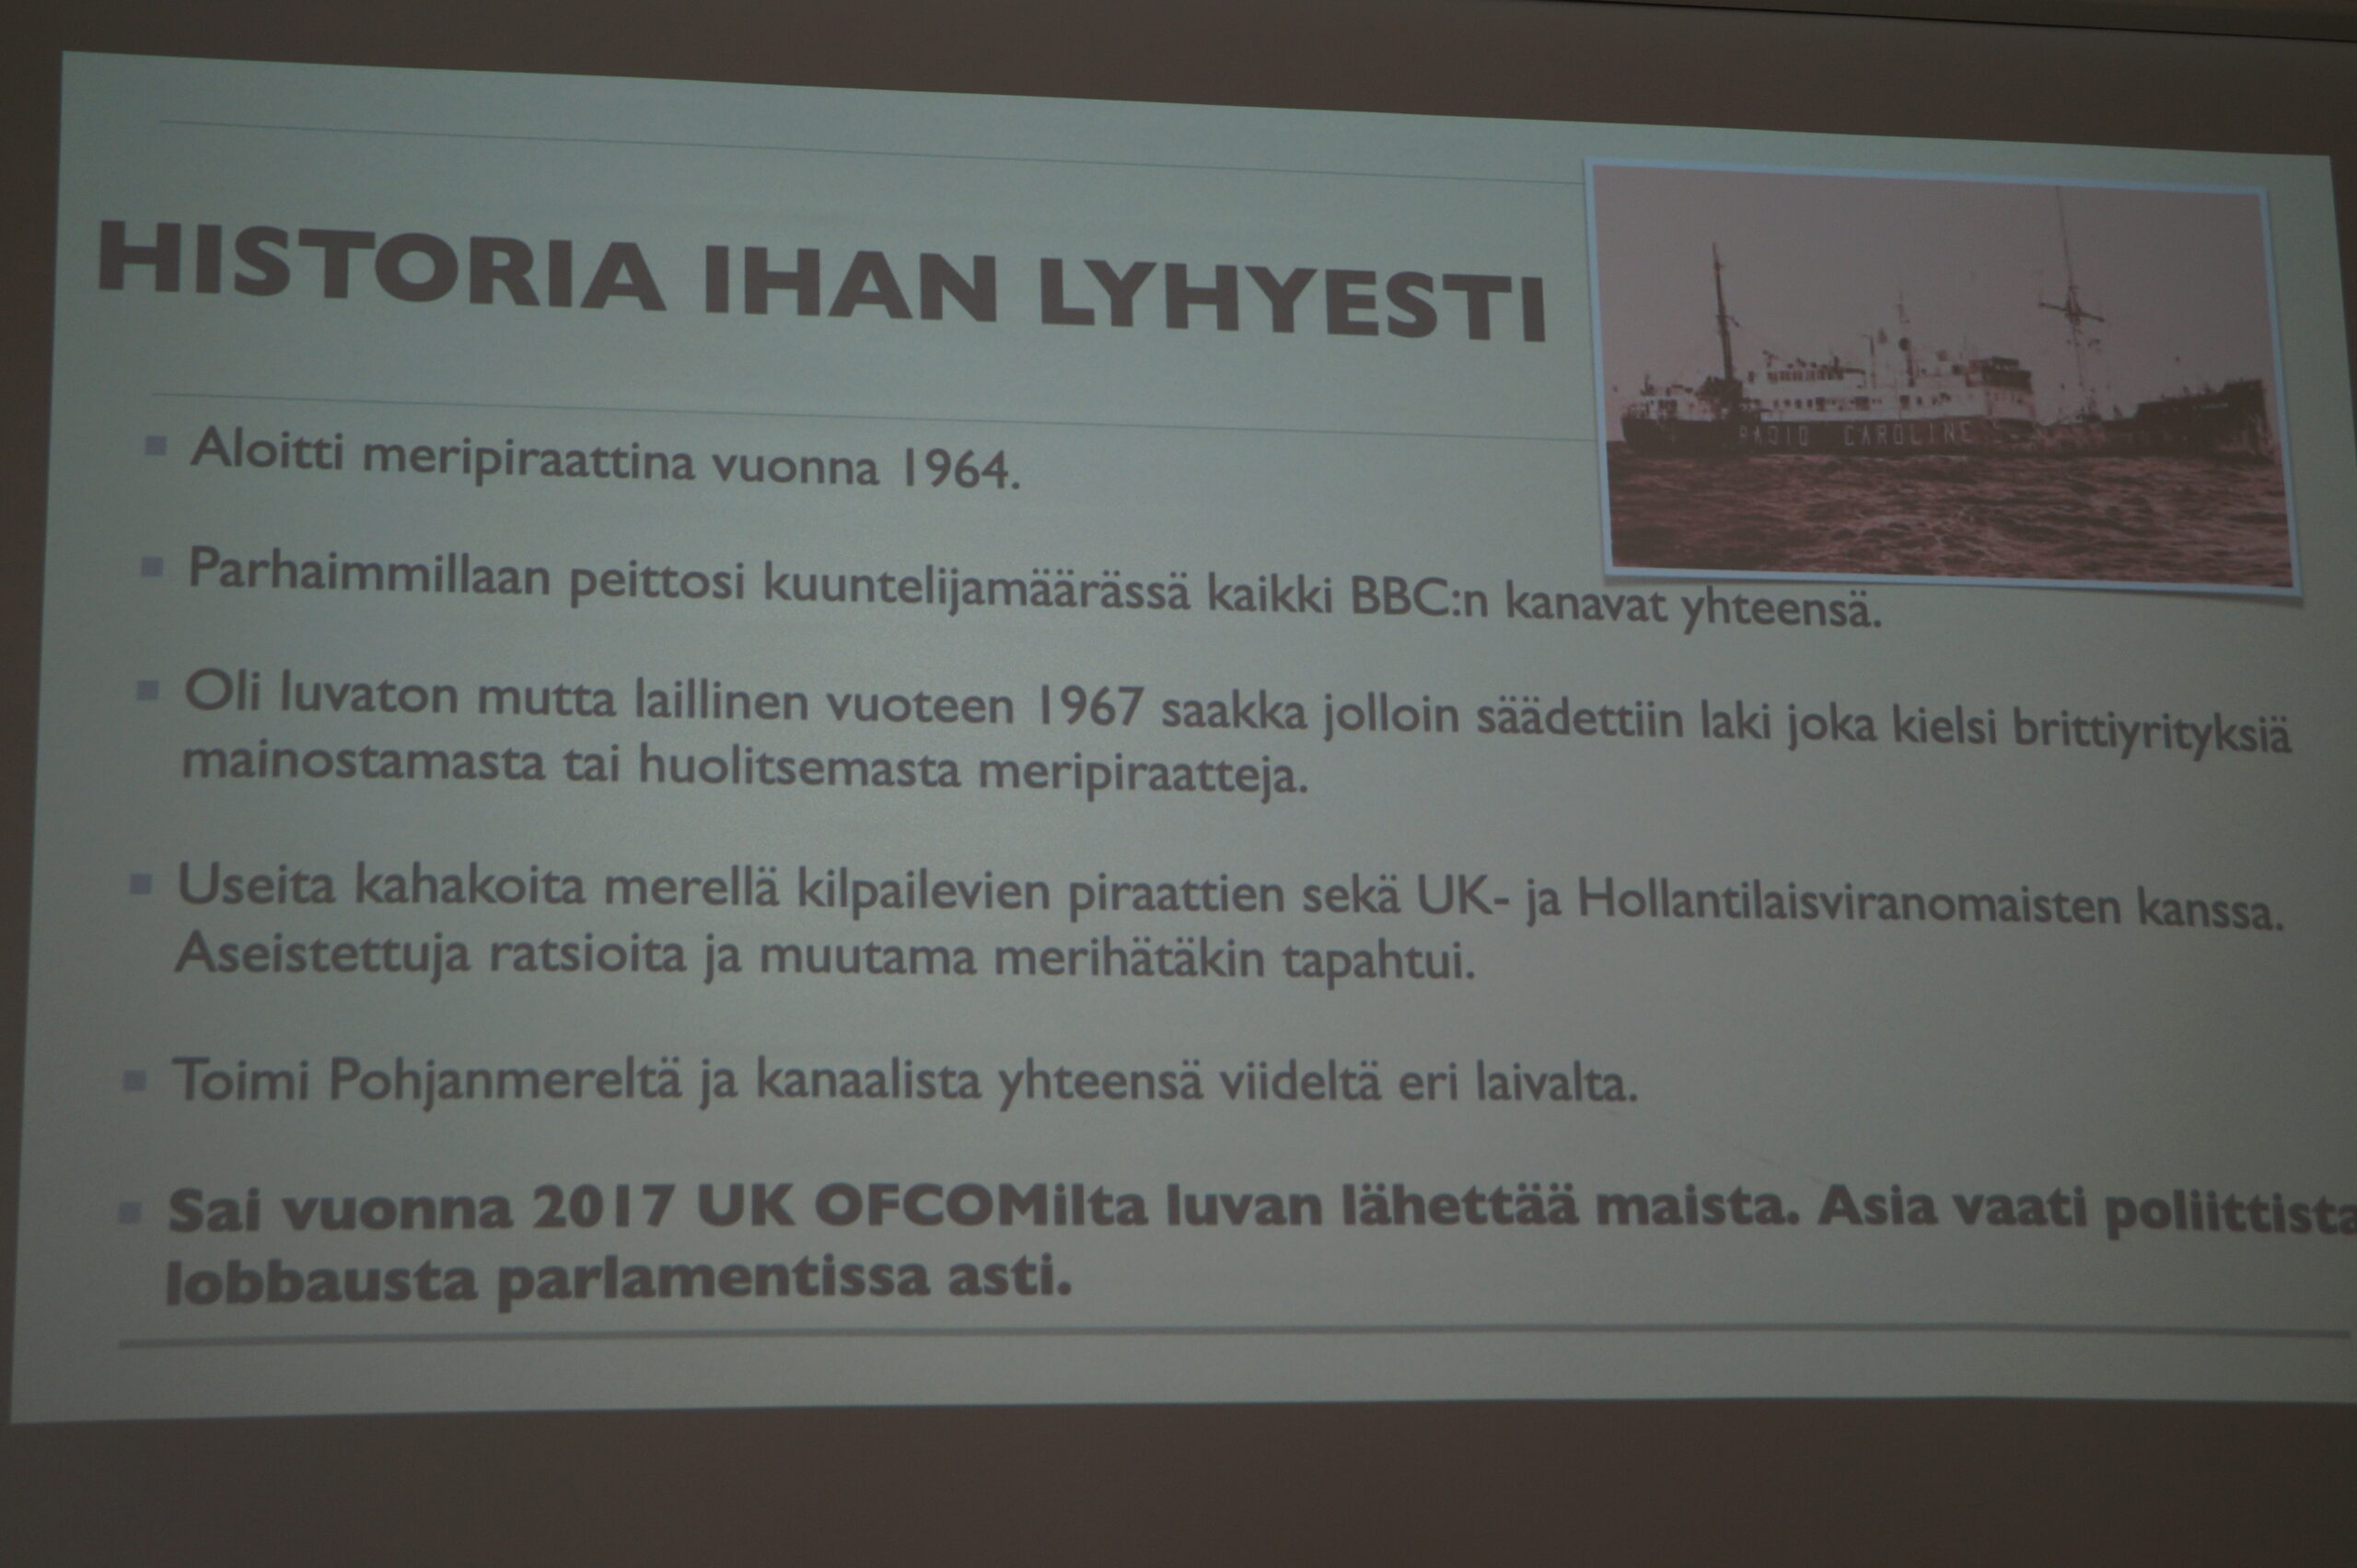 HISTORIA IHAN LYHYESTI
RADIO CAROLINE
Aloitti meripiraattina vuonna 1964.
Parhaimmillaan peittosi kuuntelijamäärässä kaikki BBC:n kanavat yhteensä.
Oli luvaton mutta laillinen vuoteen 1967 saakka jolloin säädettiin laki joka kielsi brittiyrityksiä
mainostamasta tai huolitsemasta meripiraatteja.
Useita kahakoita merellä kilpailevien piraattien sekä UK- ja Hollantilaisviranomaisten kanssa.
Aseistettuja ratsioita ja muutama merihätäkin tapahtui.
Toimi Pohjanmereltä ja kanaalista yhteensä viideltä eri laivalta.
Sai vuonna 2017 UK OFCOMilta luvan lähettää maista. Asia vaati poliittista
lobbausta parlamentissa asti.